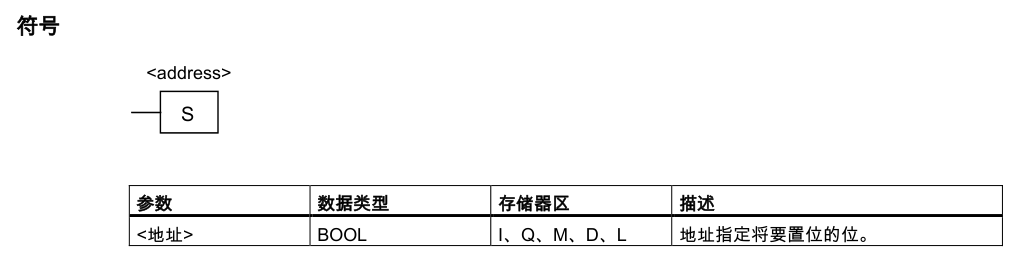 符号
<address>
S
参数 数据类型 存储器区 描述
<地址> BOOL I、Q、M、D、L 地址指定将要置位的位。